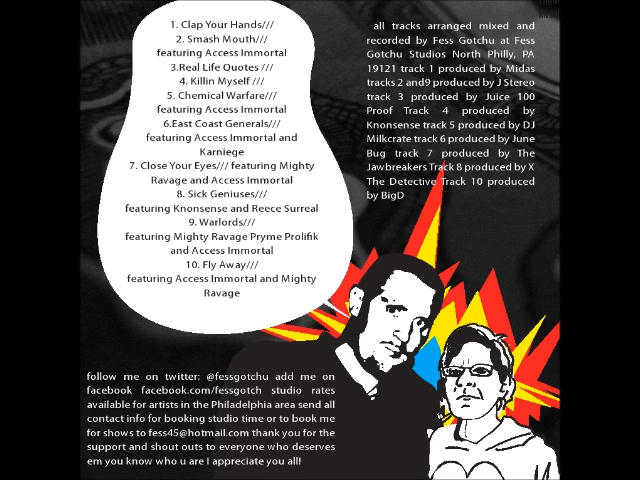 1. Clap Your Hands///
2. Smash Mouth///
featuring Access Immortal
3.Real Life Quotes ///
4. Killin Myself ///
5. Chemical Warfare///
featuring Access Immortal
6.East Coast Generals///
featuring Access Immortal and
Karniege
7. Close Your Eyes/// featuring Mighty
Ravage and Access Immortal
8. Sick Geniuses///
featuring Knonsense and Reece Surreal
9. Warlords///
featuring Mighty Ravage Pryme Prolifik
and Access Immortal
10. Fly Away///
featuring Access Immortal and Mighty
Ravage
all tracks arranged mixed and
recorded by Fess Gotchu at Fess
Gotchu Studios North Philly, PA
19121 track 1 produced by Midas
tracks 2 and9 produced by J Stereo
track 3 produced by Juice 100
Proof Track 4 produced by
Knonsense track 5 produced by DJ
Milkcrate track 6 produced by June
Bug track 7 produced by The
Jawbreakers Track 8 produced by X
The Detective Track 10 produced
by BigD
follow me on twitter: @fessgotchu add me on
facebook facebook.com/fessgotch studio rates
available for artists in the Philadelphia area send all
contact info for booking studio time or to book me
for shows to fess45@hotmail.com thank you for the
support and shout outs to everyone who deserves
em you know who u are I appreciate you all!